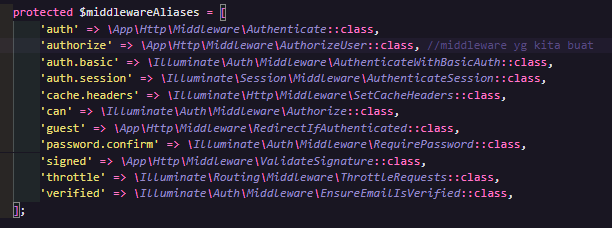 protected $middlewareAliases = [
'auth' => \App\Http\Middleware\Authenticate::class,
'authorize' => \App\Http\Middleware\AuthorizeUser::class, //middleware yg kita buat
'auth.basic' => \Illuminate\Auth\Middleware\AuthenticateWithBasicAuth::class,
'auth.session' => \Illuminate\Session\Middleware\AuthenticateSession::class,
'cache.headers' => \Illuminate\Http\Middleware\SetCacheHeaders::class,
'can' => \Illuminate\Auth\Middleware\Authorize::class,
'guest' => \App\Http\Middleware\RedirectIfAuthenticated::class,
'password.confirm' => \Illuminate\Auth\Middleware\RequirePassword::class,
'signed' => \App\Http\Middleware\ValidateSignature::class,
'throttle' => \Illuminate\Routing\Middleware\ThrottleRequests::class,
'verified' => \Illuminate\Auth\Middleware\EnsureEmailIsVerified::class,
];